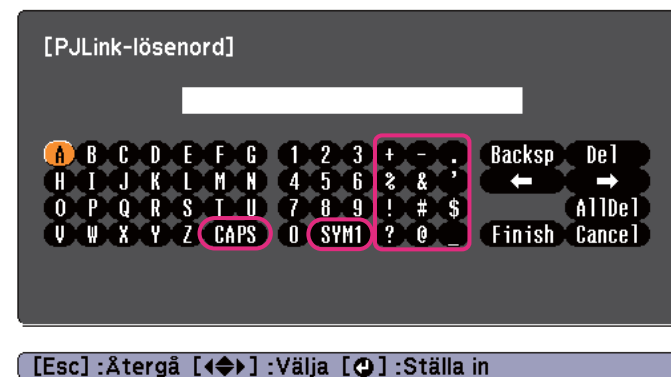 [PJLink-lösenord]
A B C D E F G 1 2 3 + - . Backsp Del
H I J K L M N 4 5 6 % & ’ ← →
O P Q R S T U 7 8 9 ! # $ AllDel
V W X Y Z CAPS 0 SYM1 ? @ _ Finish Cancel
[Esc] :Återgå [◀◆▶] :Välja [↵] :Ställa in